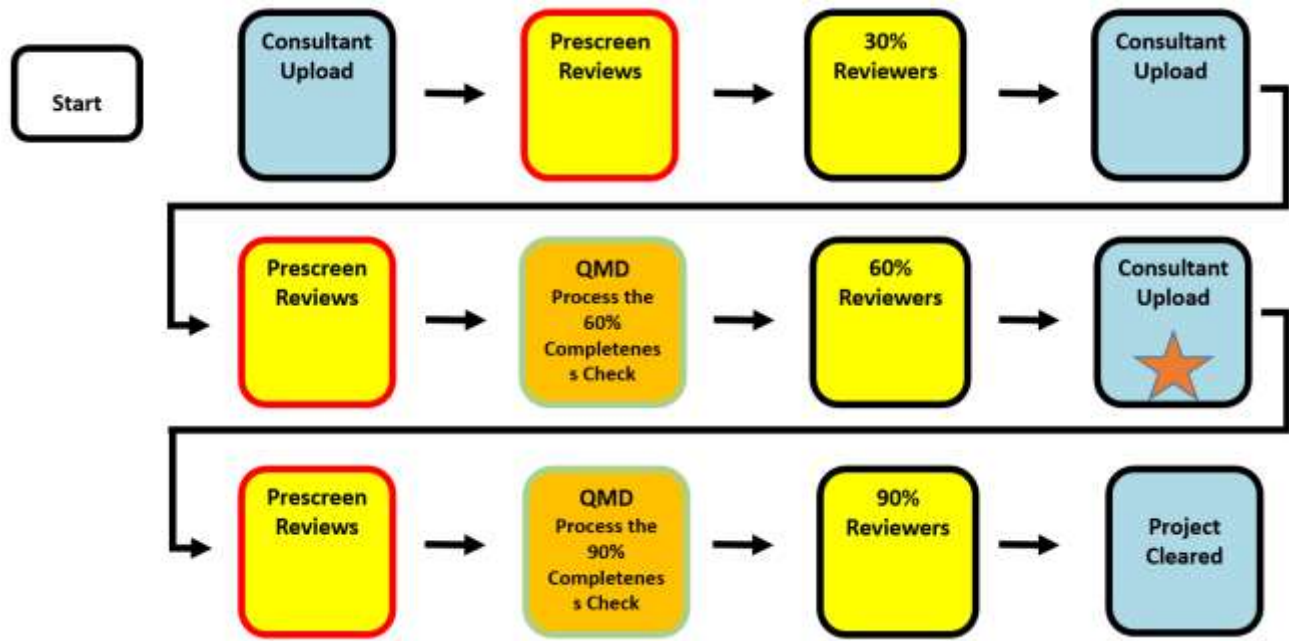 Start
Consultant
Upload
Prescreen
Reviews
30%
Reviewers
Consultant
Upload
Prescreen
Reviews
QMD
Process the
60%
Completenes
s Check
60%
Reviewers
Consultant
Upload
Prescreen
Reviews
QMD
Process the
90%
Completenes
s Check
90%
Reviewers
Project
Cleared